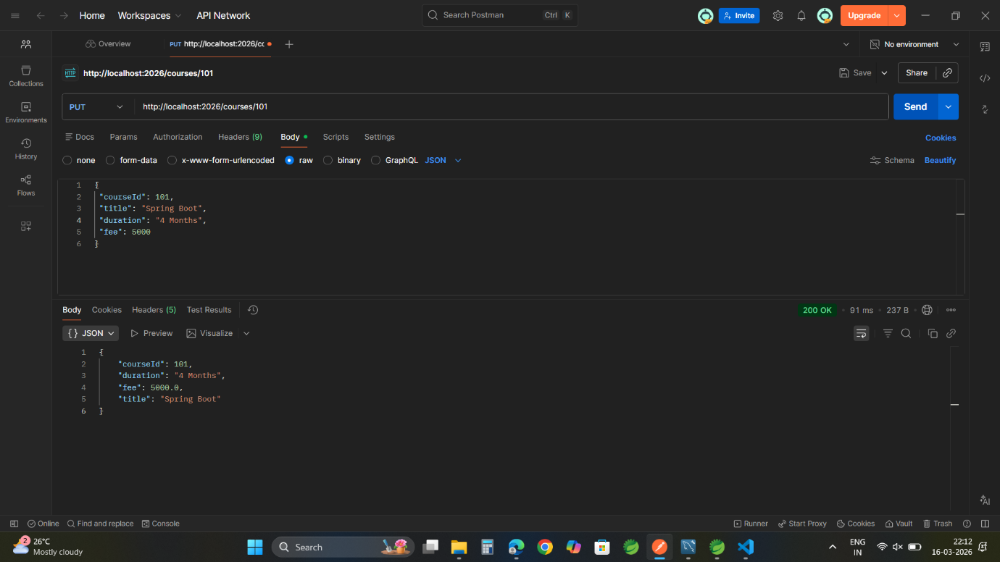 Home Workspaces API Network Search Postman Ctrl K Invite Upgrade
Overview PUT http://localhost:2026/cc No environment
HTTP http://localhost:2026/courses/101 Save Share
Collections
Environments
History
Flows
PUT http://localhost:2026/courses/101 Send
Docs Params Authorization Headers (9) Body Scripts Settings Cookies
none form-data x-www-form-urlencoded raw binary GraphQL JSON Schema Beautify
1 {
2 "courseId": 101,
3 "title": "Spring Boot",
4 "duration": "4 Months",
5 "fee": 5000
6 }
Body Cookies Headers (5) Test Results 200 OK 91 ms 237 B
{} JSON Preview Visualize
1 {
2 "courseId": 101,
3 "duration": "4 Months",
4 "fee": 5000.0,
5 "title": "Spring Boot"
6 }
AI
Online Find and replace Console Runner Start Proxy Cookies Vault Trash
2 26°C
Mostly cloudy
Search
ENG
IN
22:12
16-03-2026